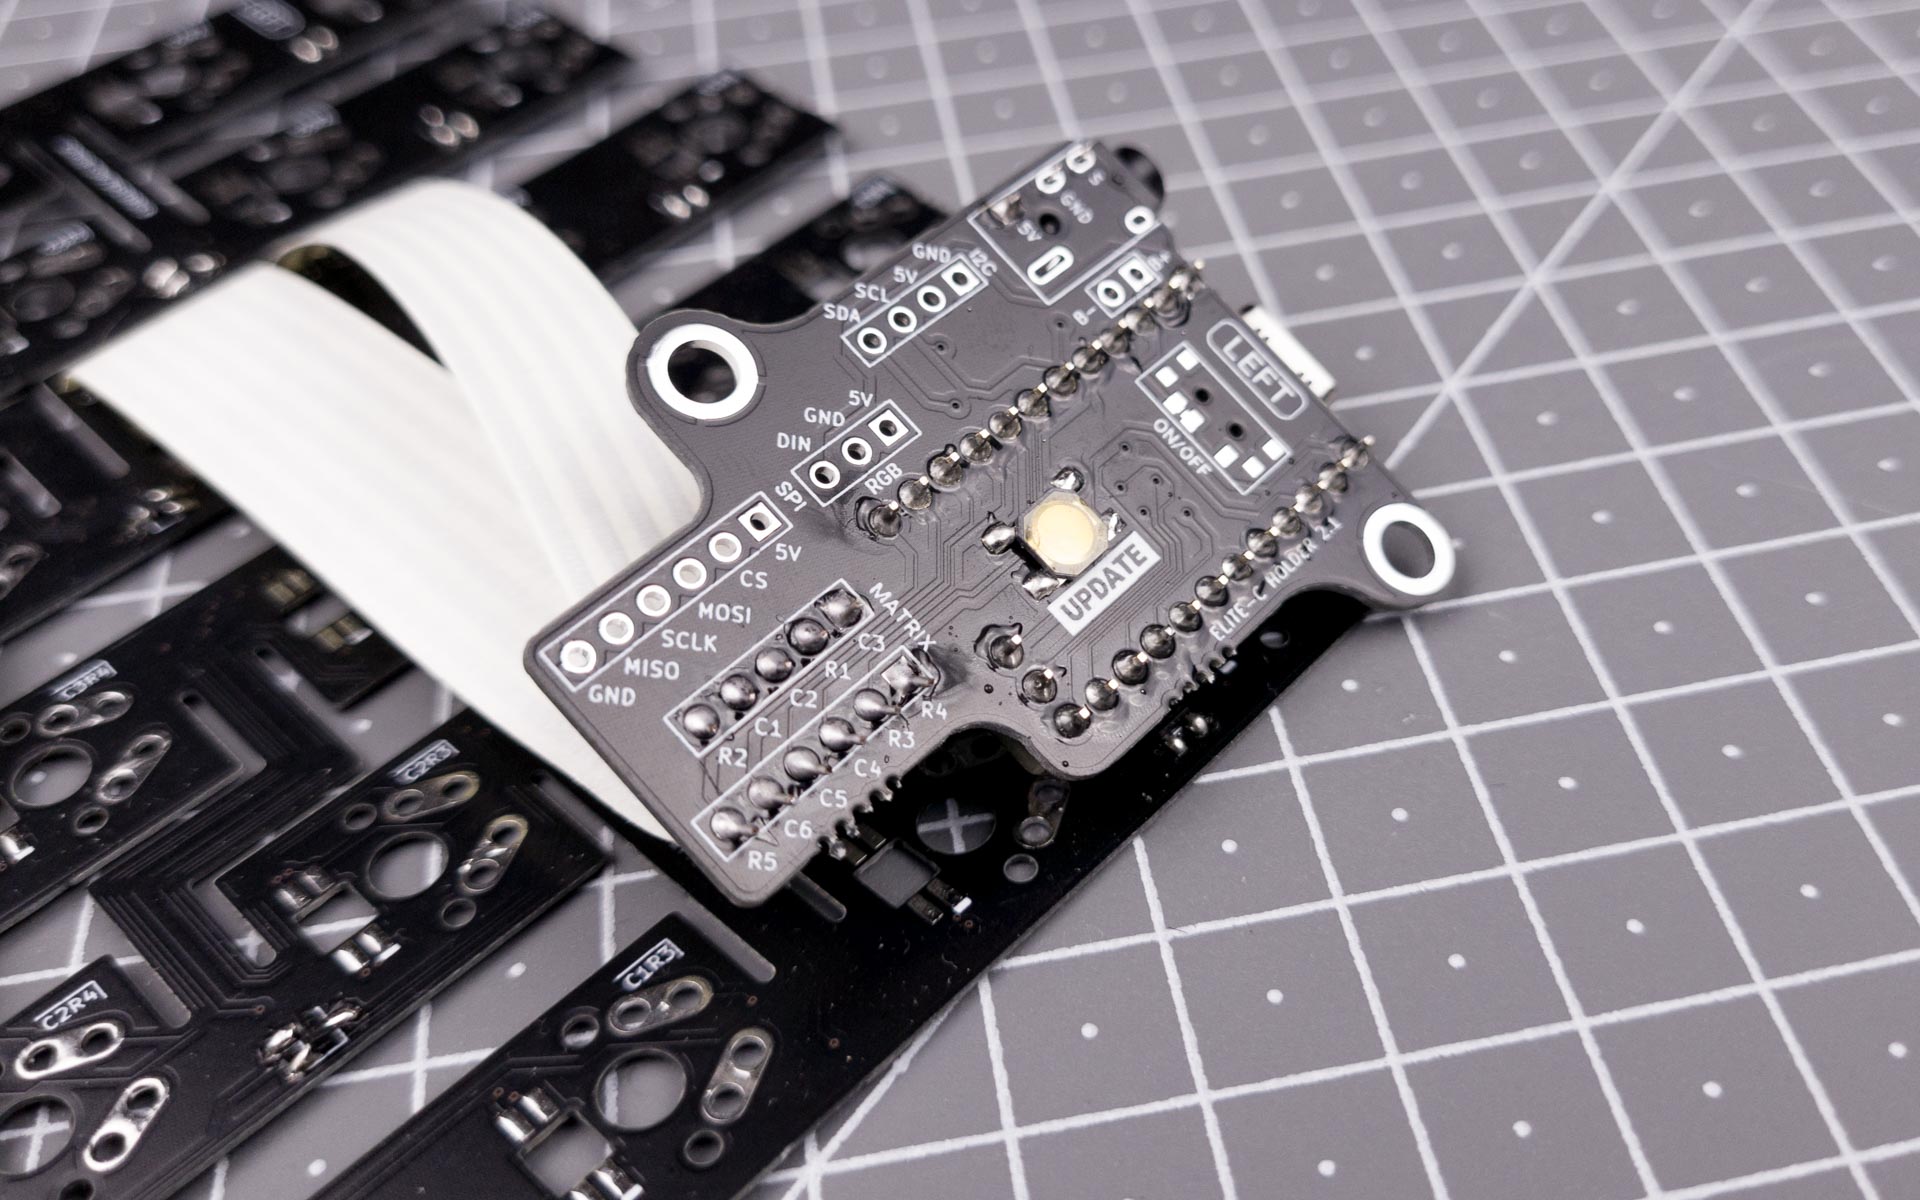 S
GND
5V
I2C
GND
5V
SCL
SDA
B+
B-
LEFT
ON/OFF
5V
GND
DIN
RGB
SPI
5V
CS
MOSI
SCLK
MISO
GND
UPDATE
ELITE-C HOLDER 2.1
MATRIX
C3
R1
C2
C1
R2
R4
R3
C4
C5
C6
R5
C3R4
C2R3
C1R3
C2R4